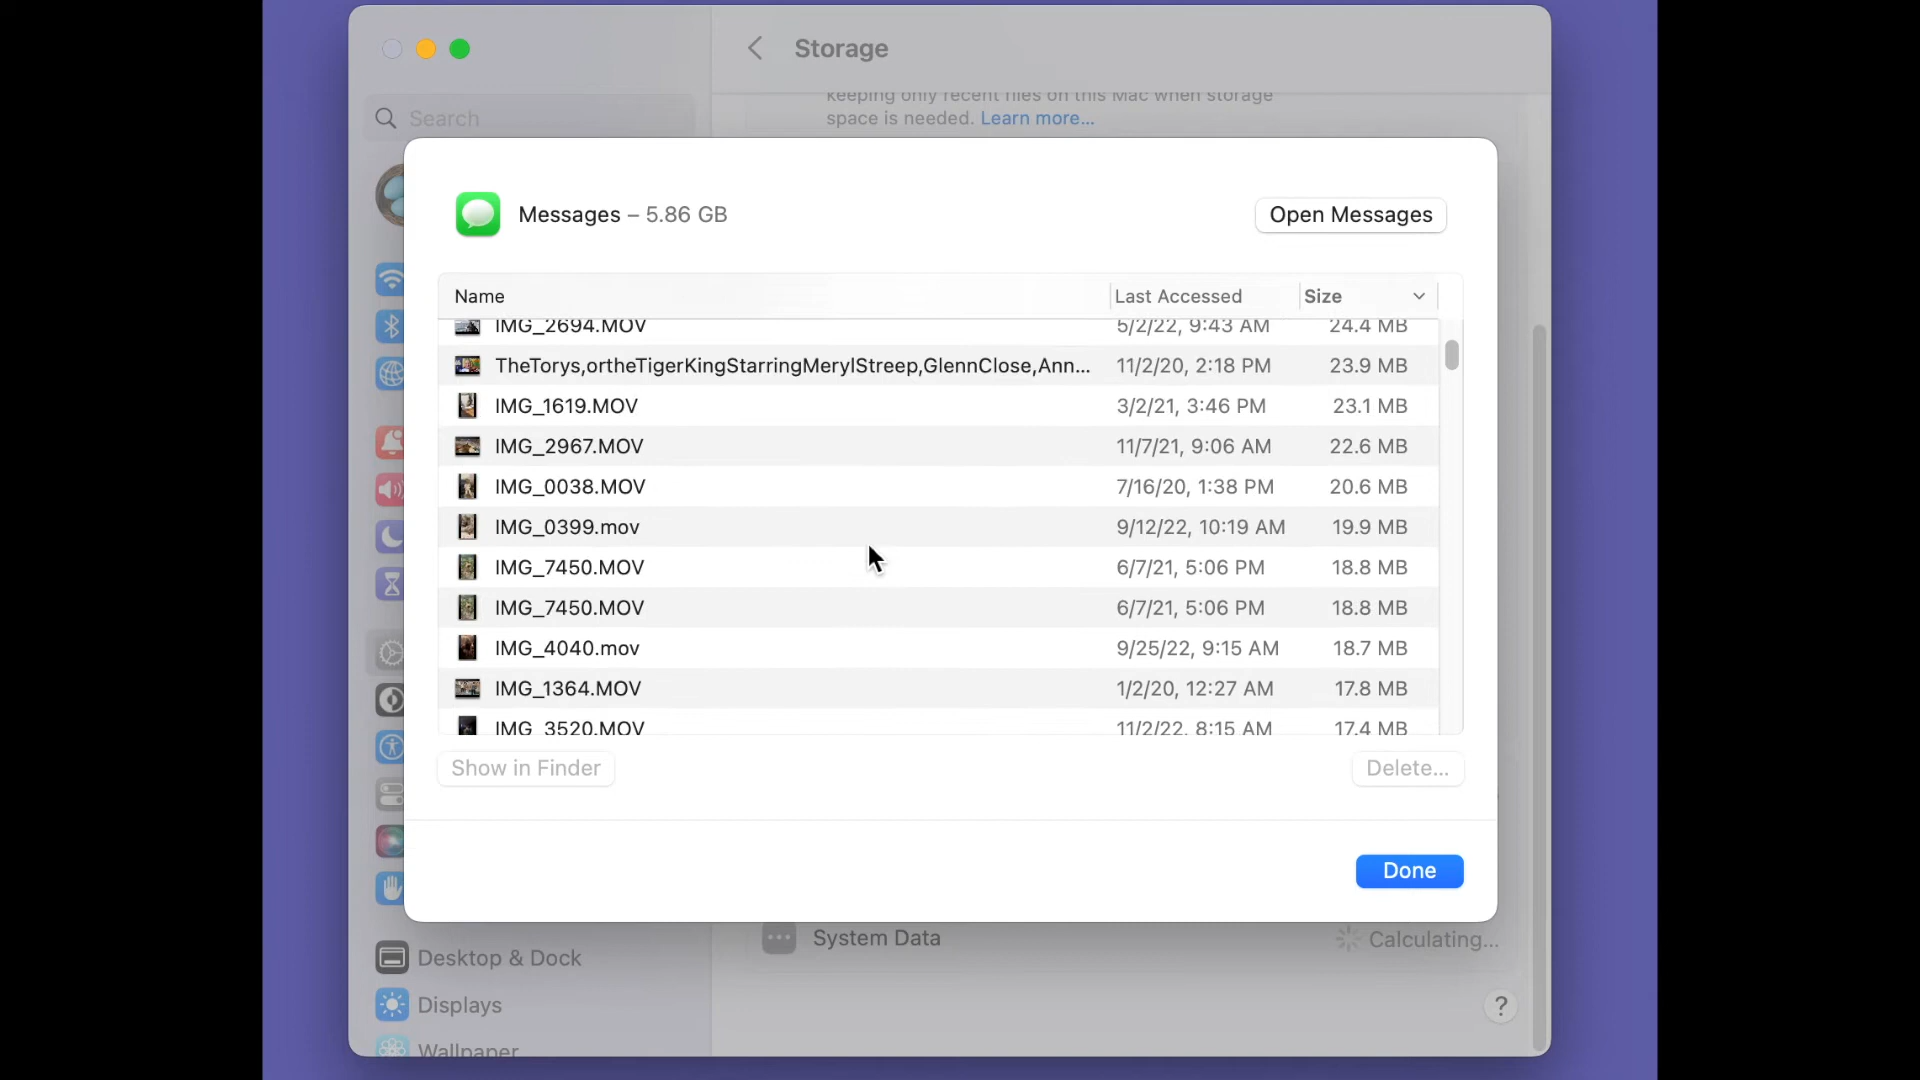 Storage
Search
keeping only recent files on this Mac when storage
space is needed. Learn more...
Messages – 5.86 GB
Open Messages
Name Last Accessed Size
IMG_2694.MOV 5/2/22, 9:43 AM 24.4 MB
TheTorys,ortheTigerKingStarringMerylStreep,GlennClose,Ann... 11/2/20, 2:18 PM 23.9 MB
IMG_1619.MOV 3/2/21, 3:46 PM 23.1 MB
IMG_2967.MOV 11/7/21, 9:06 AM 22.6 MB
IMG_0038.MOV 7/16/20, 1:38 PM 20.6 MB
IMG_0399.mov 9/12/22, 10:19 AM 19.9 MB
IMG_7450.MOV 6/7/21, 5:06 PM 18.8 MB
IMG_7450.MOV 6/7/21, 5:06 PM 18.8 MB
IMG_4040.mov 9/25/22, 9:15 AM 18.7 MB
IMG_1364.MOV 1/2/20, 12:27 AM 17.8 MB
IMG_3520.MOV 11/2/22, 8:15 AM 17.4 MB
Show in Finder
Delete...
Done
System Data Calculating...
Desktop & Dock
Displays
Wallpaper
?